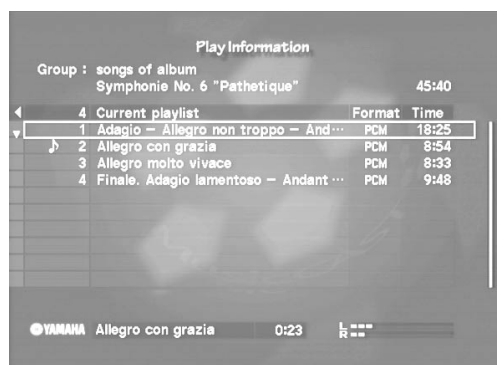 Play Information
Group : songs of album
Symphonie No. 6 "Pathetique" 45:40
4 Current playlist Format Time
1 Adagio – Allegro non troppo – And··· PCM 18:25
2 Allegro con grazia PCM 8:54
3 Allegro molto vivace PCM 8:33
4 Finale. Adagio lamentoso – Andant ··· PCM 9:48
YAMAHA Allegro con grazia 0:23 L
R